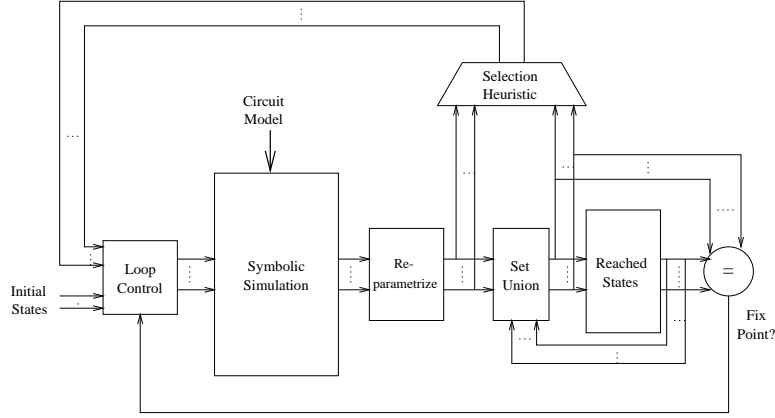 Selection
Heuristic
Circuit
Model
Loop
Control
Symbolic
Simulation
Re-
parametrize
Set
Union
Reached
States
=
Initial
States
Fix
Point?